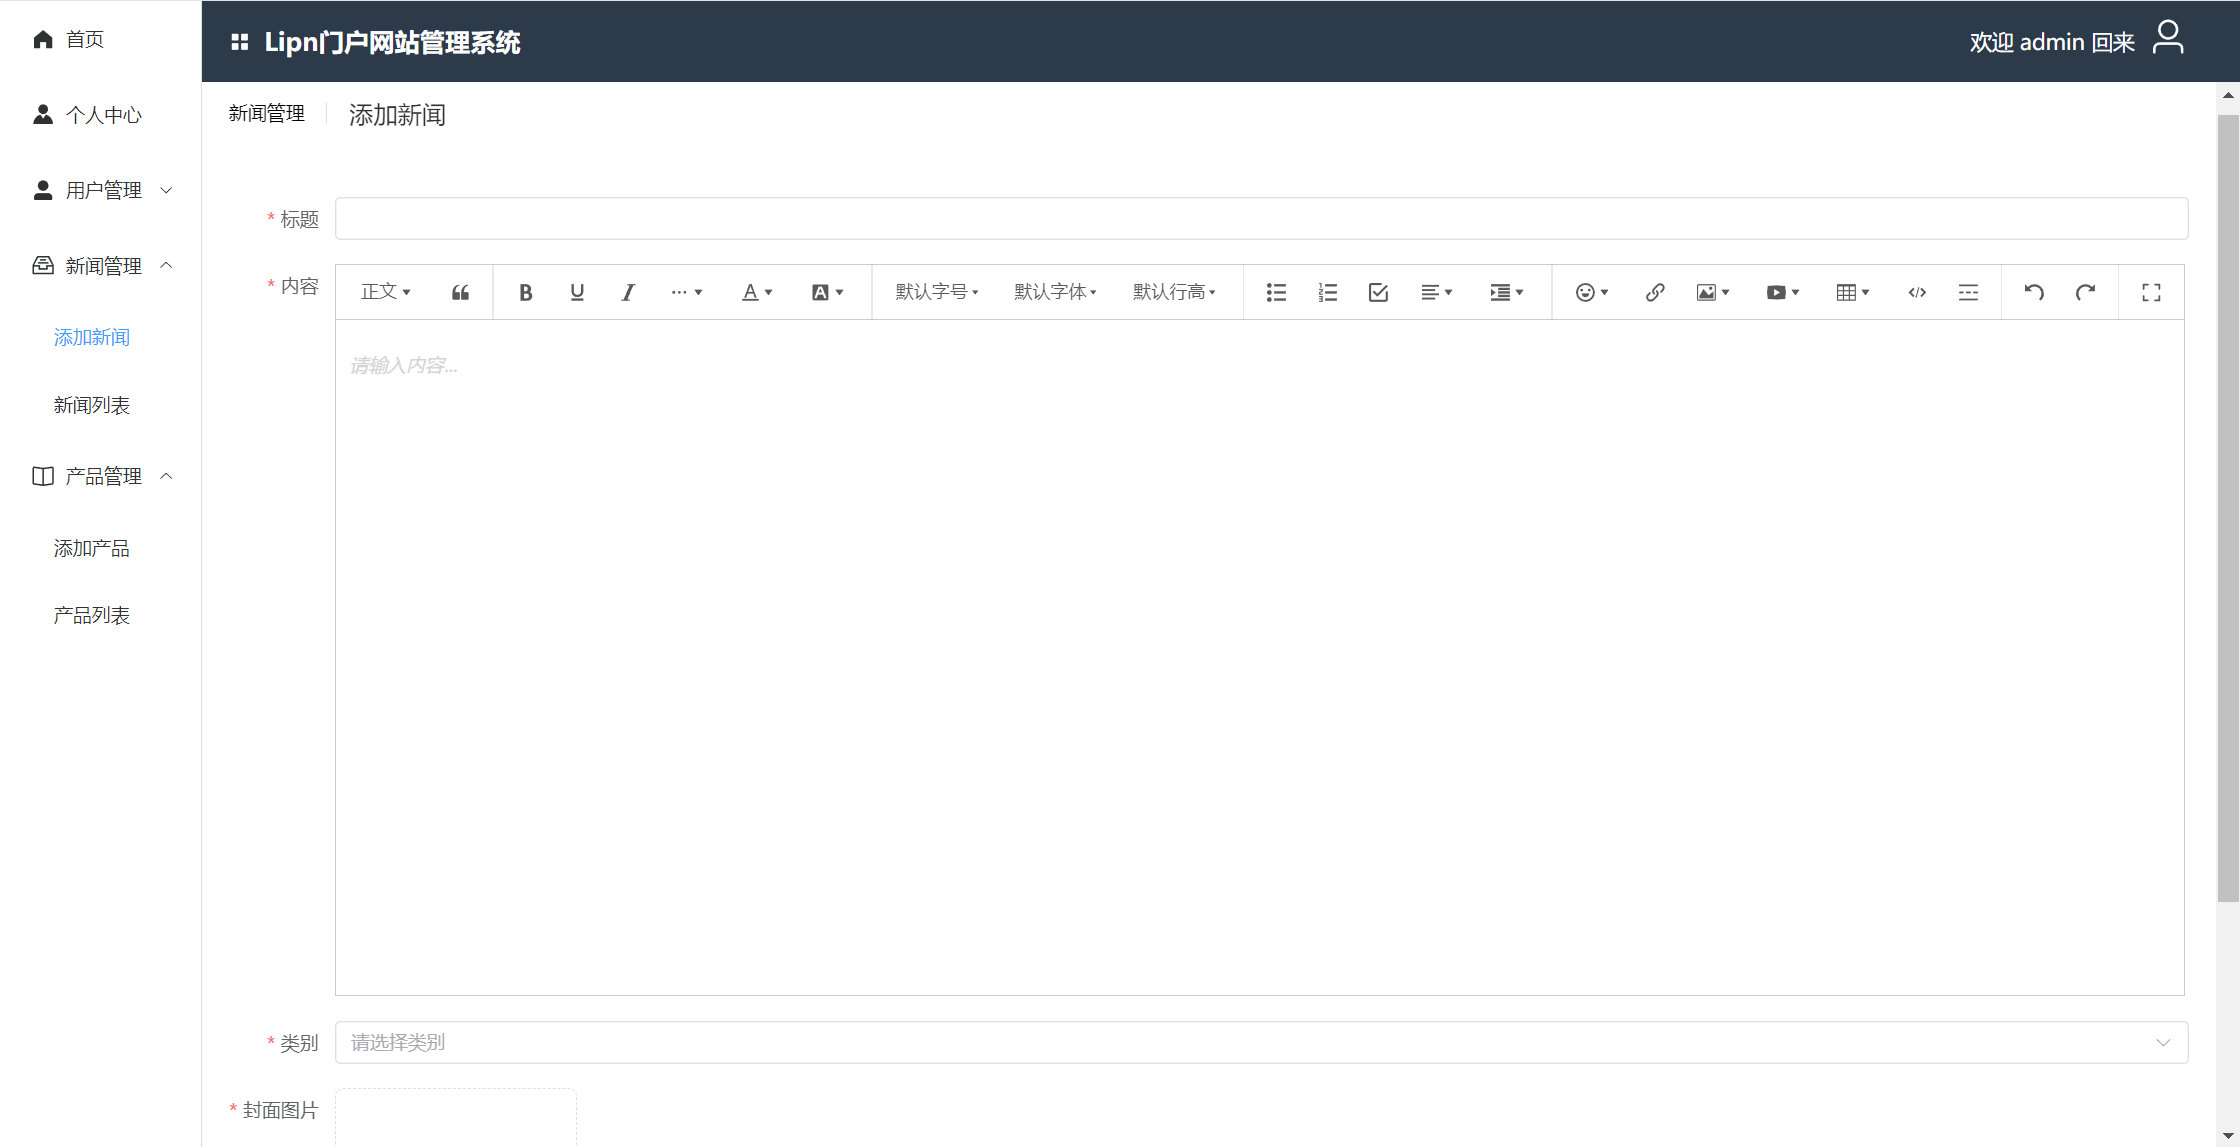 首页
个人中心
用户管理
新闻管理
添加新闻
新闻列表
产品管理
添加产品
产品列表
Lipn门户网站管理系统
欢迎 admin 回来
新闻管理
添加新闻
* 标题
* 内容
正文
默认字号
默认字体
默认行高
请输入内容...
* 类别
请选择类别
* 封面图片